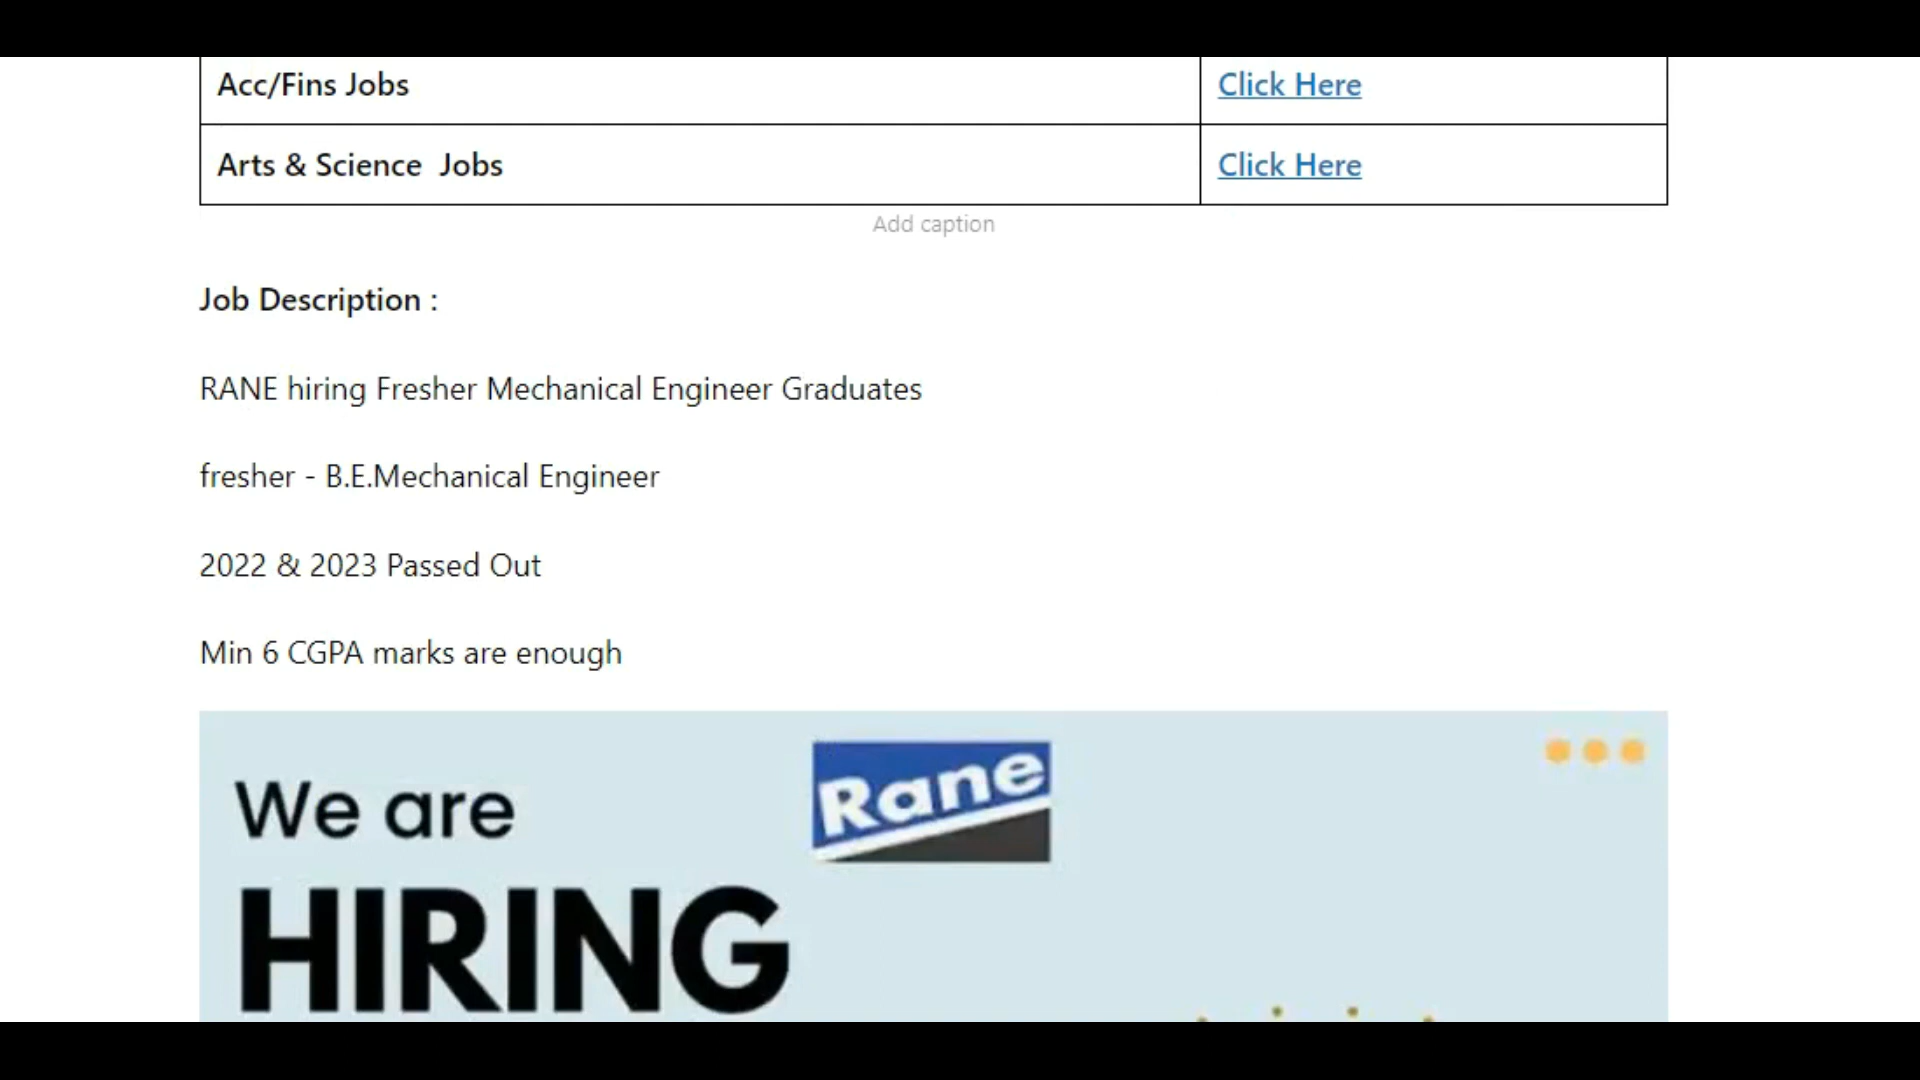 Acc/Fins Jobs Click Here
Arts & Science Jobs Click Here
Add caption
Job Description :
RANE hiring Fresher Mechanical Engineer Graduates
fresher - B.E.Mechanical Engineer
2022 & 2023 Passed Out
Min 6 CGPA marks are enough
We are
Rane
HIRING